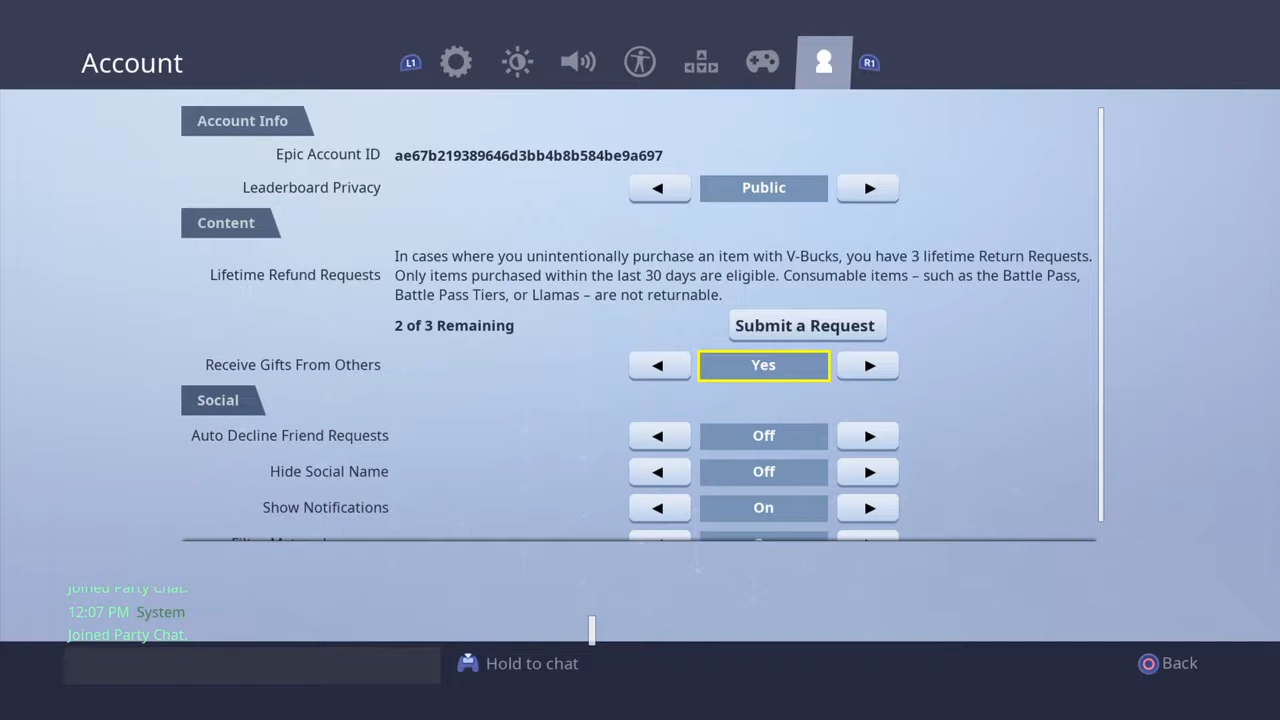 Account
L1
R1
Account Info
Epic Account ID ae67b219389646d3bb4b8b584be9a697
Leaderboard Privacy Public
Content
In cases where you unintentionally purchase an item with V-Bucks, you have 3 lifetime Return Requests.
Lifetime Refund Requests Only items purchased within the last 30 days are eligible. Consumable items – such as the Battle Pass,
Battle Pass Tiers, or Llamas – are not returnable.
2 of 3 Remaining Submit a Request
Receive Gifts From Others Yes
Social
Auto Decline Friend Requests Off
Hide Social Name Off
Show Notifications On
Joined Party Chat.
12:07 PM System
Joined Party Chat.
Hold to chat
Back